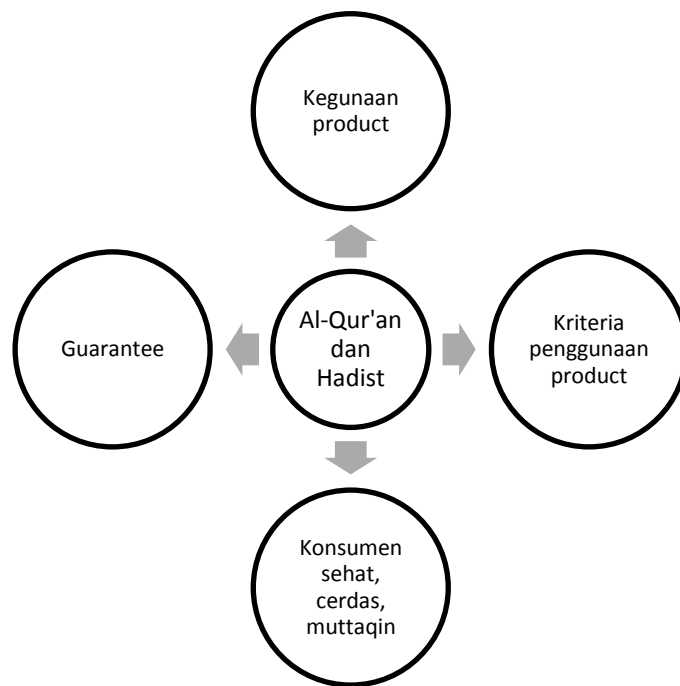 Kegunaan
product
Guarantee
Al-Qur'an
dan
Hadist
Kriteria
penggunaan
product
Konsumen
sehat,
cerdas,
muttaqin